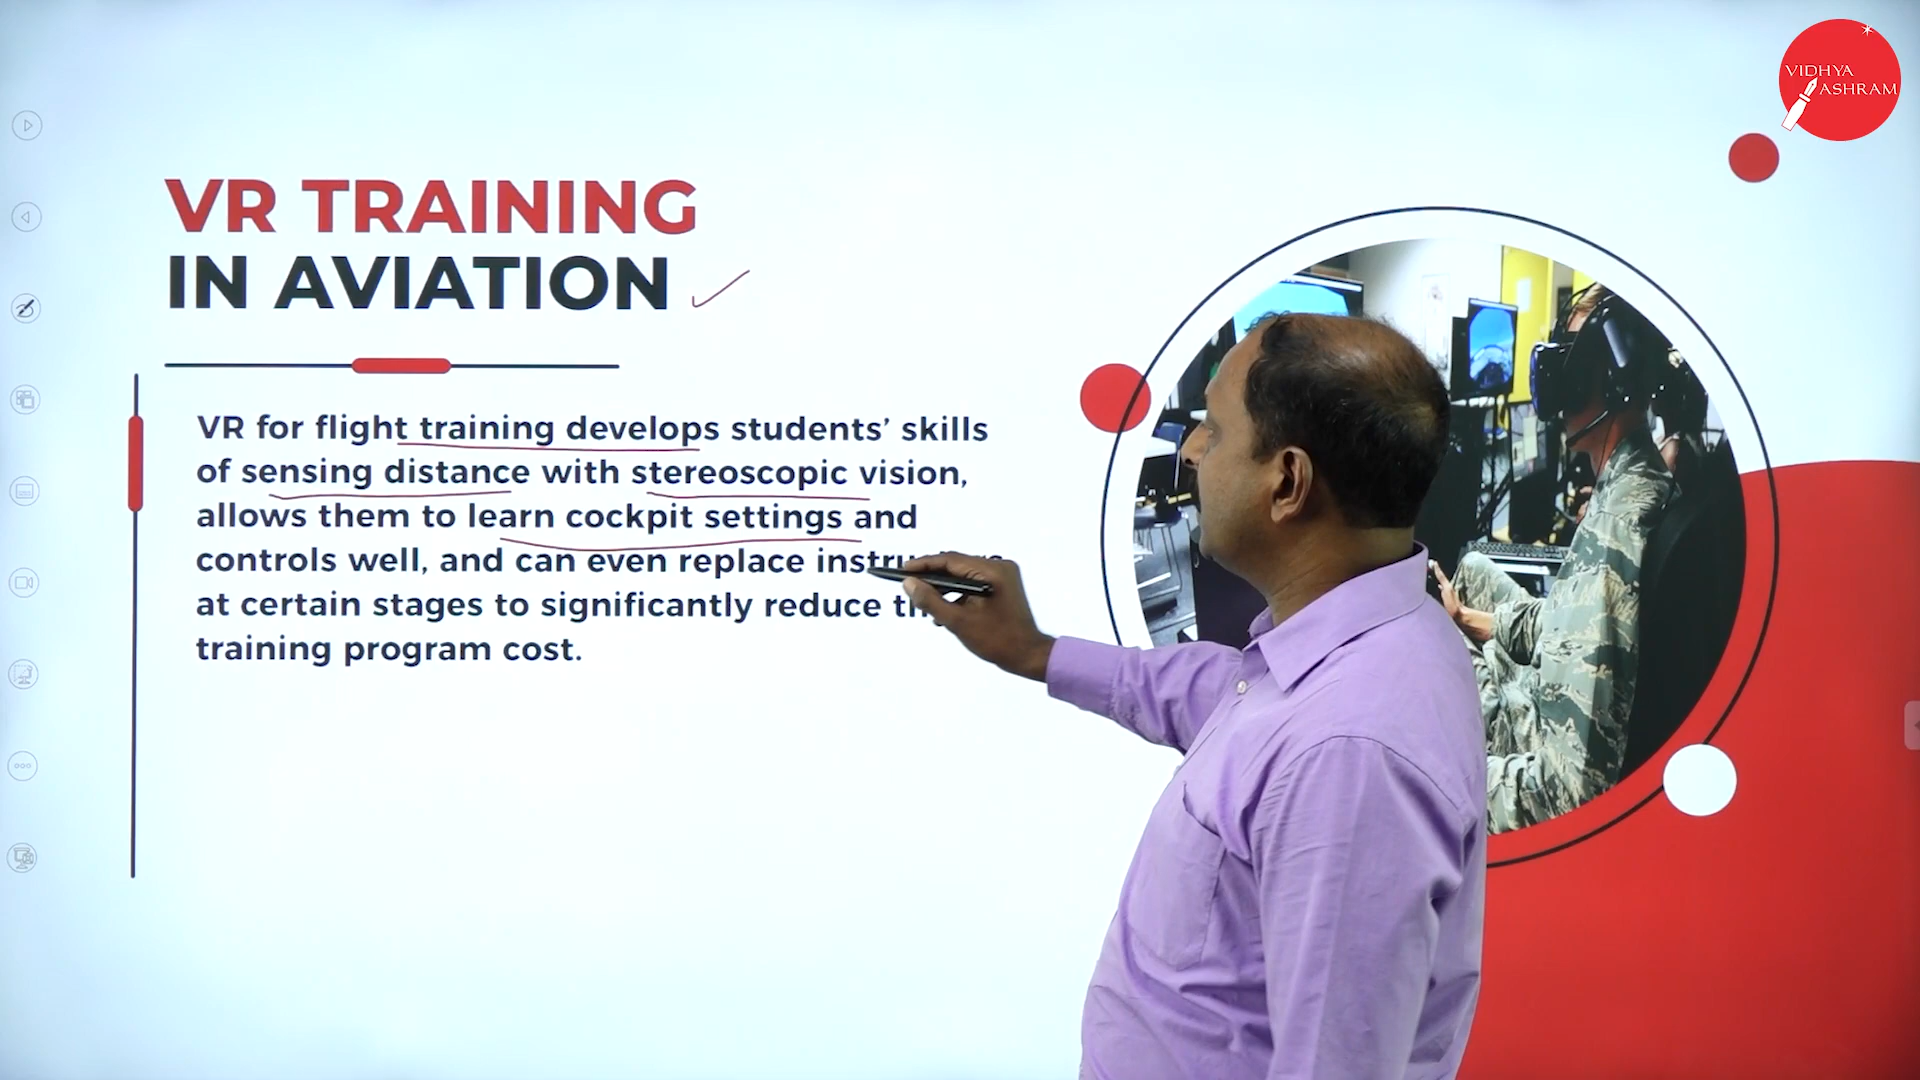 VIDHYA
ASHRAM
VR TRAINING
IN AVIATION
VR for flight training develops students’ skills
of sensing distance with stereoscopic vision,
allows them to learn cockpit settings and
controls well, and can even replace
at certain stages to significantly reduce
training program cost.